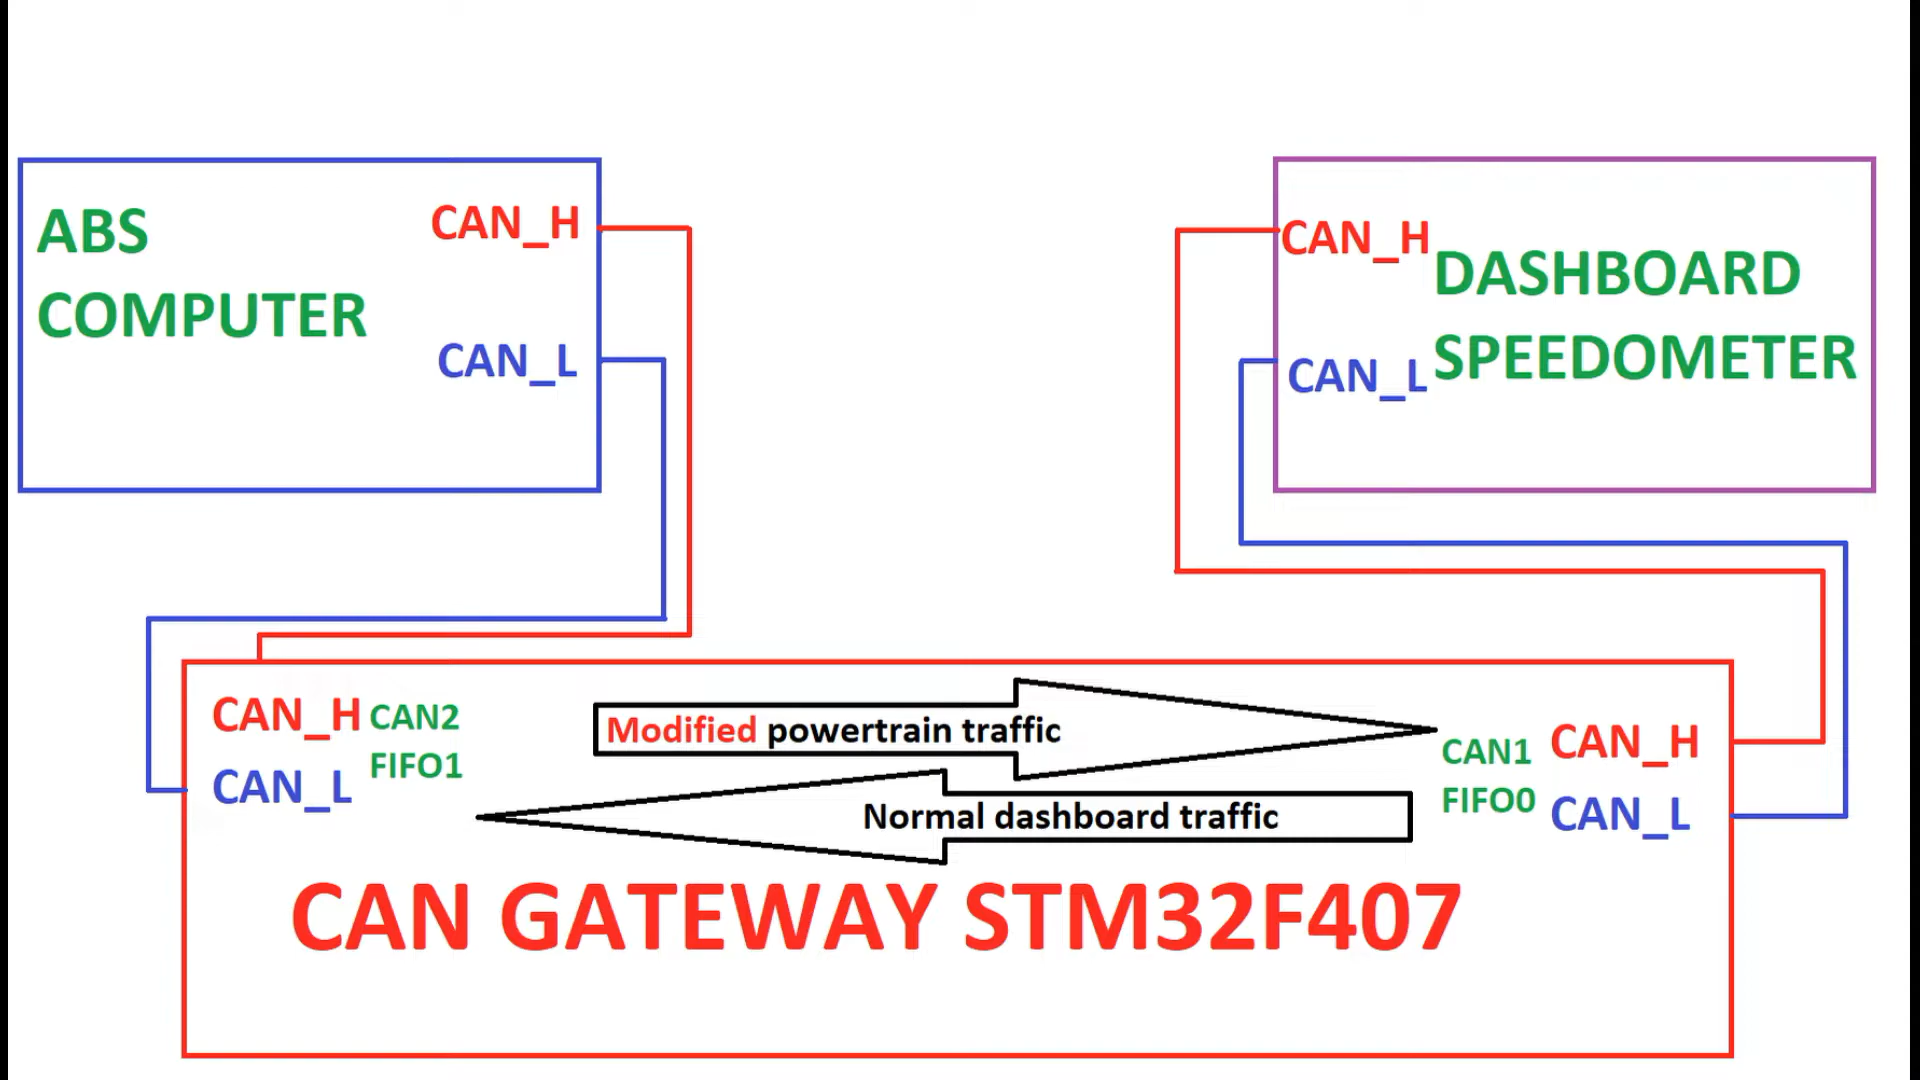 ABS
COMPUTER
CAN_H
CAN_L
CAN_H
CAN_L
DASHBOARD
SPEEDOMETER
CAN_H
CAN_L
CAN2
FIFO1
Modified powertrain traffic
Normal dashboard traffic
CAN1
FIFO0
CAN_H
CAN_L
CAN GATEWAY STM32F407